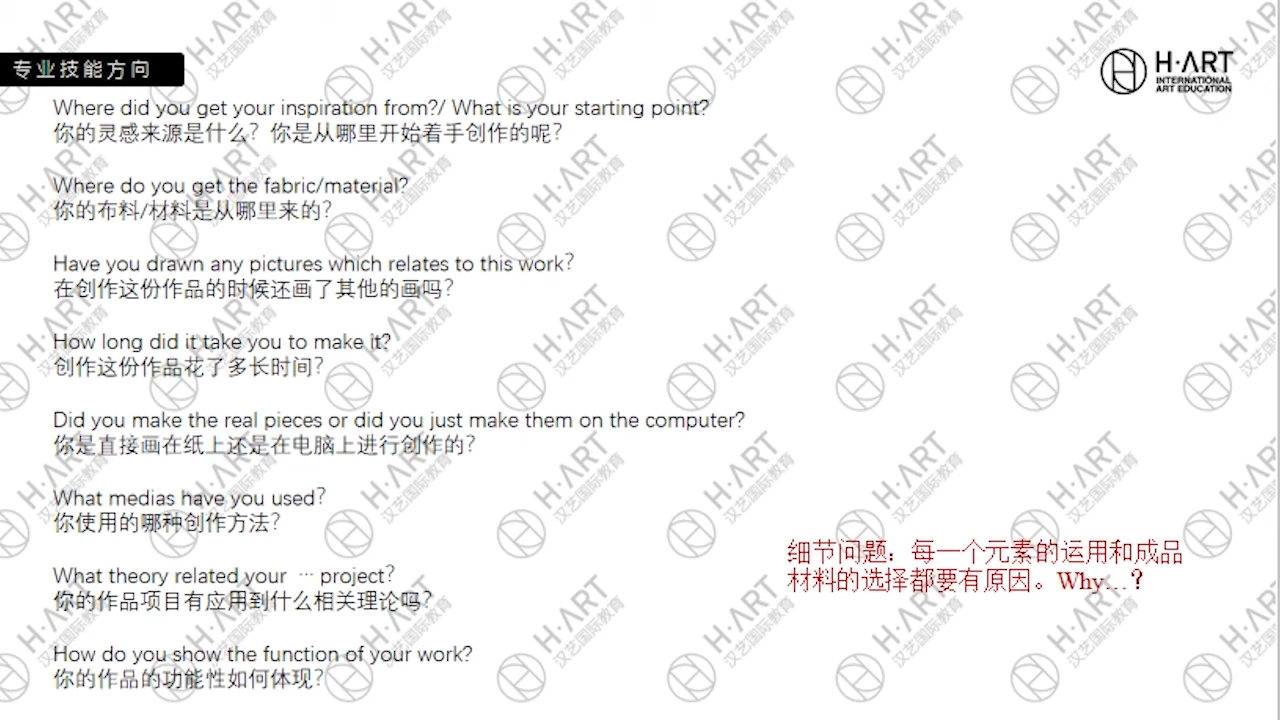 专业技能方向
H·ART
INTERNATIONAL
ART EDUCATION
Where did you get your inspiration from?/ What is your starting point?
你的灵感来源是什么？你是从哪里开始着手创作的呢？
Where do you get the fabric/material?
你的布料/材料是从哪里来的？
Have you drawn any pictures which relates to this work?
在创作这份作品的时候还画了其他的画吗？
How long did it take you to make it?
创作这份作品花了多长时间？
Did you make the real pieces or did you just make them on the computer?
你是直接画在纸上还是在电脑上进行创作的？
What medias have you used?
你使用的哪种创作方法？
What theory related your … project?
你的作品项目有应用到什么相关理论吗？
How do you show the function of your work?
你的作品的功能性如何体现？
细节问题：每一个元素的运用和成品
材料的选择都要有原因。Why…？
H·ART
汉艺国际教育